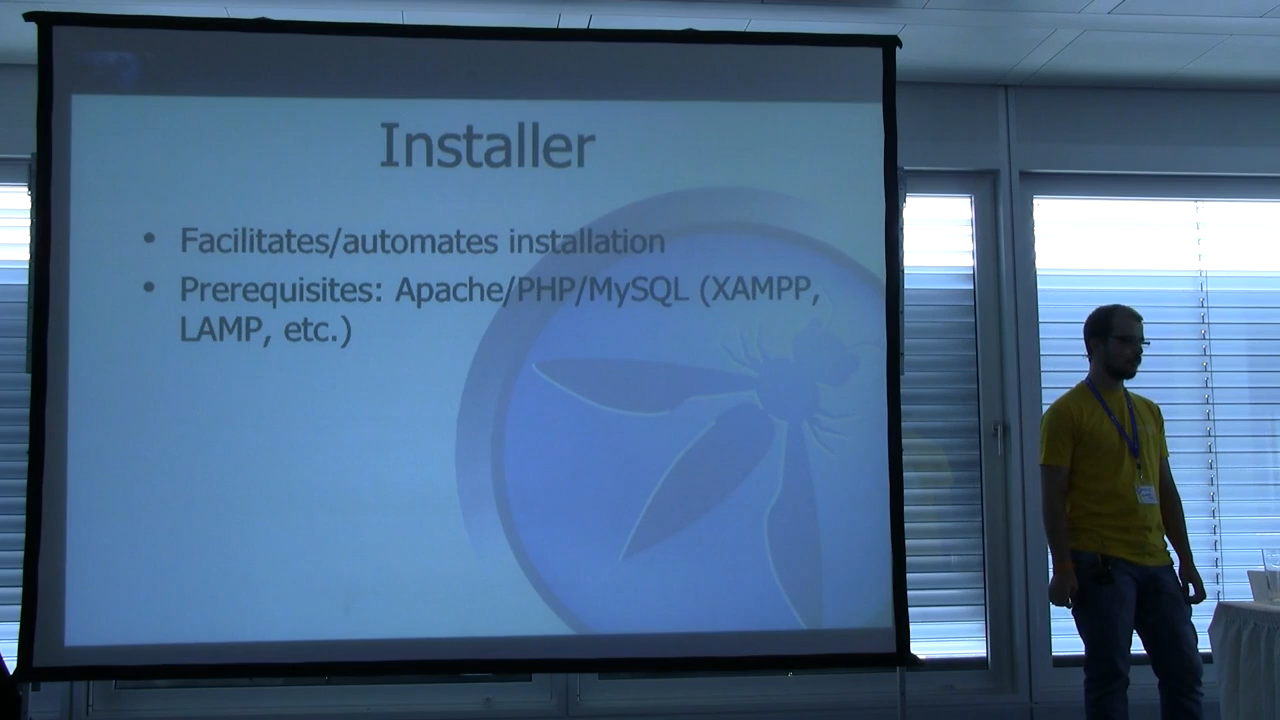 Installer
• Facilitates/automates installation
• Prerequisites: Apache/PHP/MySQL (XAMPP,
LAMP, etc.)